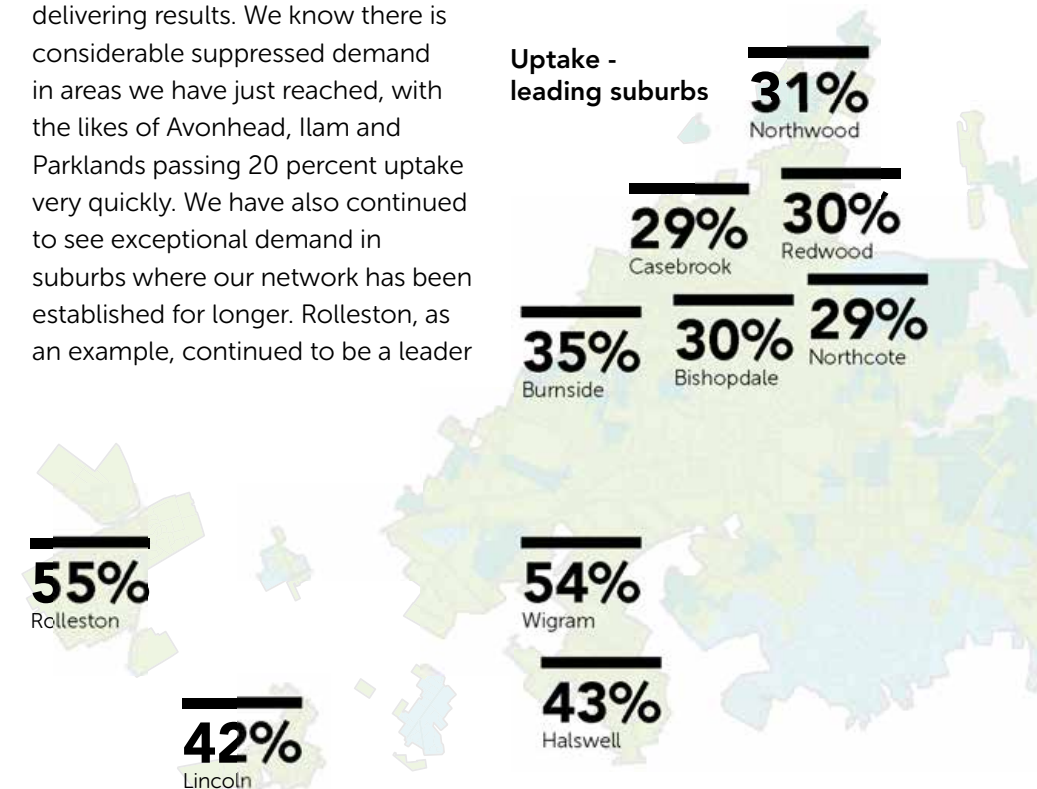 delivering results. We know there is
considerable suppressed demand
in areas we have just reached, with
the likes of Avonhead, Ilam and
Parklands passing 20 percent uptake
very quickly. We have also continued
to see exceptional demand in
suburbs where our network has been
established for longer. Rolleston, as
an example, continued to be a leader
Uptake -
leading suburbs
31%
Northwood
29%
Casebrook
30%
Redwood
35%
Burnside
30%
Bishopdale
29%
Northcote
55%
Rolleston
54%
Wigram
43%
Halswell
42%
Lincoln